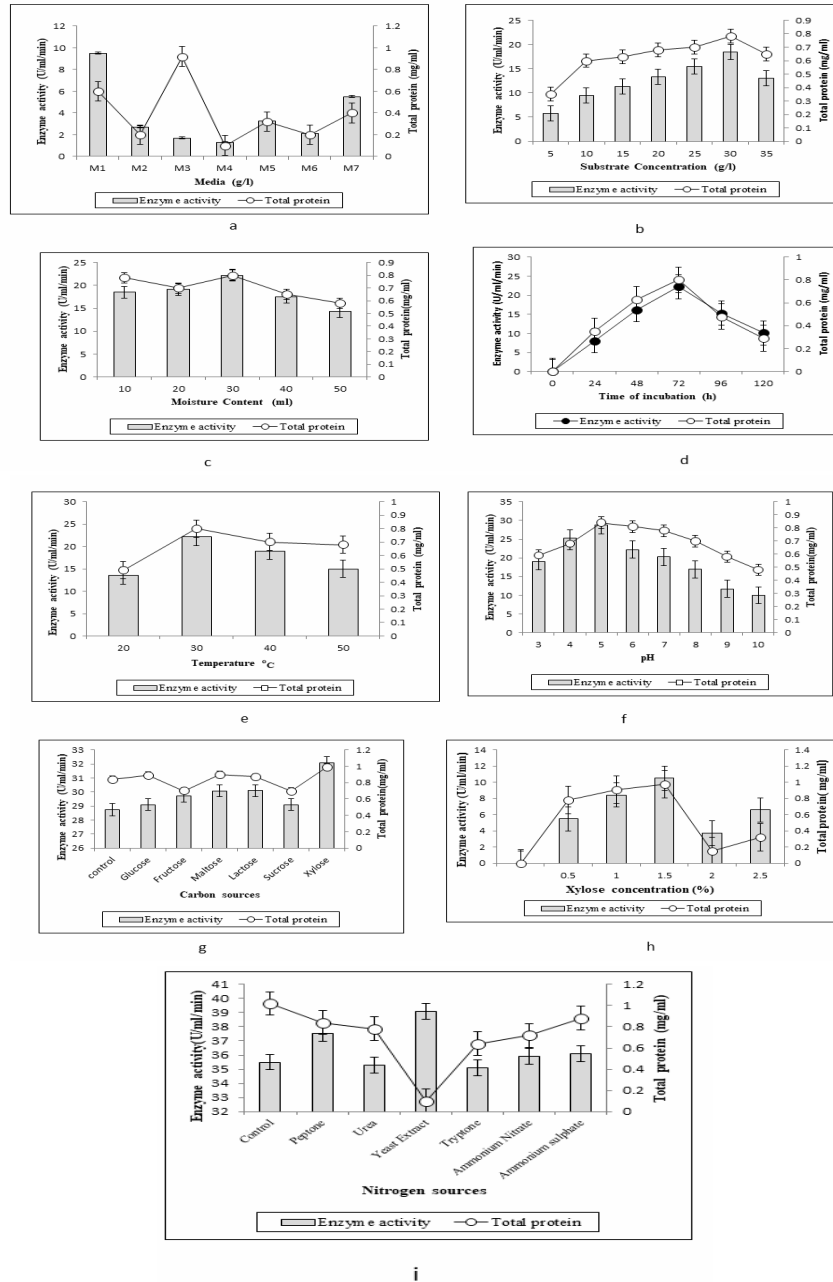 12
10
8
6
4
2
0
Enzyme activity (U/ml/min)
1.2
1
0.8
0.6
0.4
0.2
0
Total protein (mg/ml)
M1 M2 M3 M4 M5 M6 M7
Media (g/l)
Enzyme activity Total protein
a
25
20
15
10
5
0
Enzyme activity (U/ml/min)
0.9
0.8
0.7
0.6
0.5
0.4
0.3
0.2
0.1
0
Total protein(mg/ml)
5 10 15 20 25 30 35
Substrate Concentration (g/l)
Enzyme activity Total protein
b
25
20
15
10
5
0
Enzyme activity (U/ml/min)
0.9
0.8
0.7
0.6
0.5
0.4
0.3
0.2
0.1
0
Total protein(mg/ml)
10 20 30 40 50
Moisture Content (ml)
Enzyme activity Total protein
c
30
25
20
15
10
5
0
Enzyme activity (U/ml/min)
1
0.8
0.6
0.4
0.2
0
Total protein (mg/ml)
0 24 48 72 96 120
Time of incubation (h)
Enzyme activity Total protein
d
30
25
20
15
10
5
0
Enzyme activity (U/ml/min)
1
0.9
0.8
0.7
0.6
0.5
0.4
0.3
0.2
0.1
0
Total protein(mg/ml)
20 30 40 50
Temperature °C
Enzyme activity Total protein
e
35
30
25
20
15
10
5
0
Enzyme activity (U/ml/min)
1
0.9
0.8
0.7
0.6
0.5
0.4
0.3
0.2
0.1
0
Total protein(mg/ml)
3 4 5 6 7 8 9 10
pH
Enzyme activity Total protein
f
33
32
31
30
29
28
27
26
Enzyme activity (U/ml/min)
1.2
1
0.8
0.6
0.4
0.2
0
Total protein(mg/ml)
control Glucose Fructose Maltose Lactose Sucrose Xylose
Carbon sources
Enzyme activity Total protein
g
14
12
10
8
6
4
2
0
Enzyme activity (U/ml/min)
1.4
1.2
1
0.8
0.6
0.4
0.2
0
Total protein( mg/ml)
0.5 1 1.5 2 2.5
Xylose concentration (%)
Enzyme activity Total protein
h
41
40
39
38
37
36
35
34
33
32
Enzyme activity(U/ml/min)
1.2
1
0.8
0.6
0.4
0.2
0
Total protein (mg/ml)
Control Peptone Urea Yeast Extract Tryptone Ammonium Nitrate Ammonium sulphate
Nitrogen sources
Enzyme activity Total protein
i